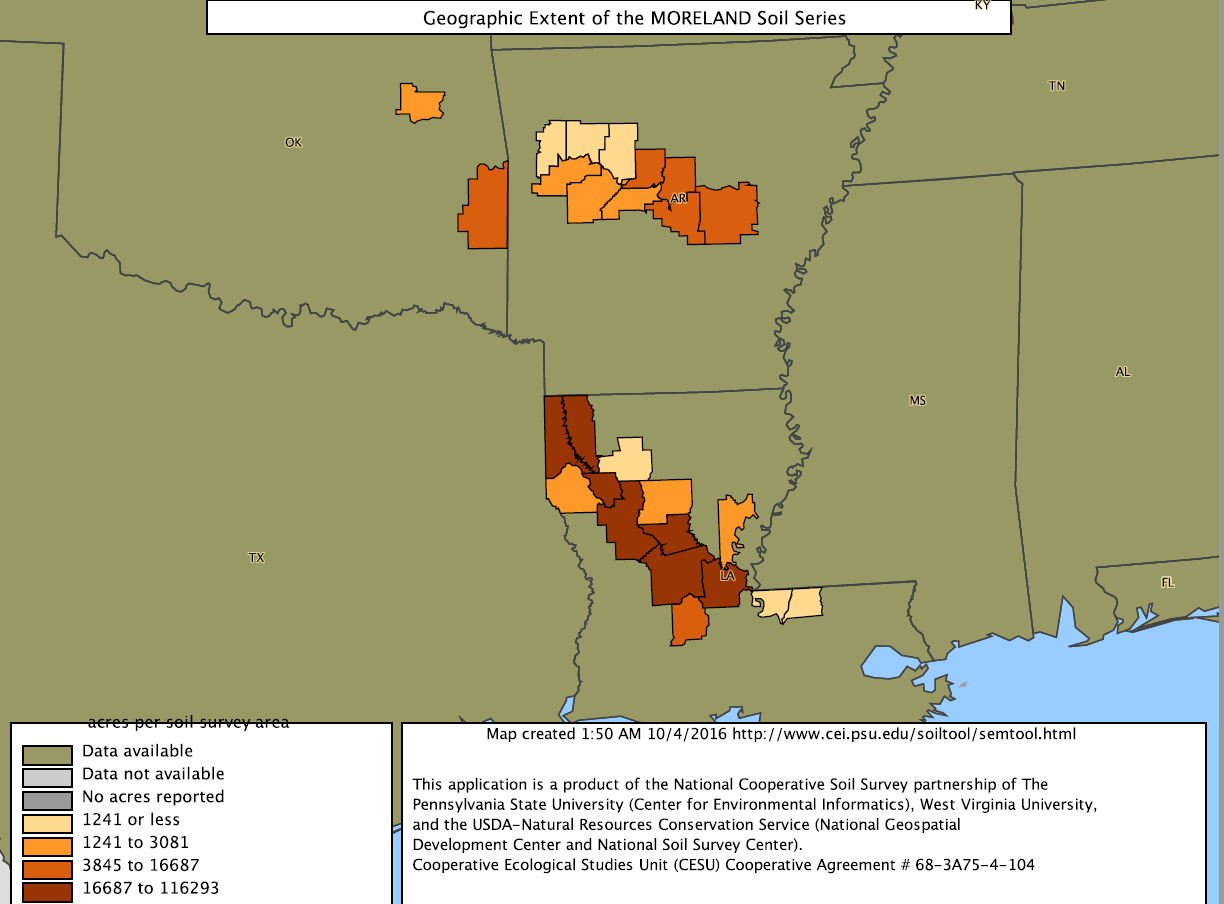 KY
Geographic Extent of the MORELAND Soil Series
TN
OK
AR
AL
MS
TX
LA
FL
acres per soil survey area
Data available
Data not available
No acres reported
1241 or less
1241 to 3081
3845 to 16687
16687 to 116293
Map created 1:50 AM 10/4/2016 http://www.cei.psu.edu/soiltool/semtool.html
This application is a product of the National Cooperative Soil Survey partnership of The
Pennsylvania State University (Center for Environmental Informatics), West Virginia University,
and the USDA-Natural Resources Conservation Service (National Geospatial
Development Center and National Soil Survey Center).
Cooperative Ecological Studies Unit (CESU) Cooperative Agreement # 68-3A75-4-104